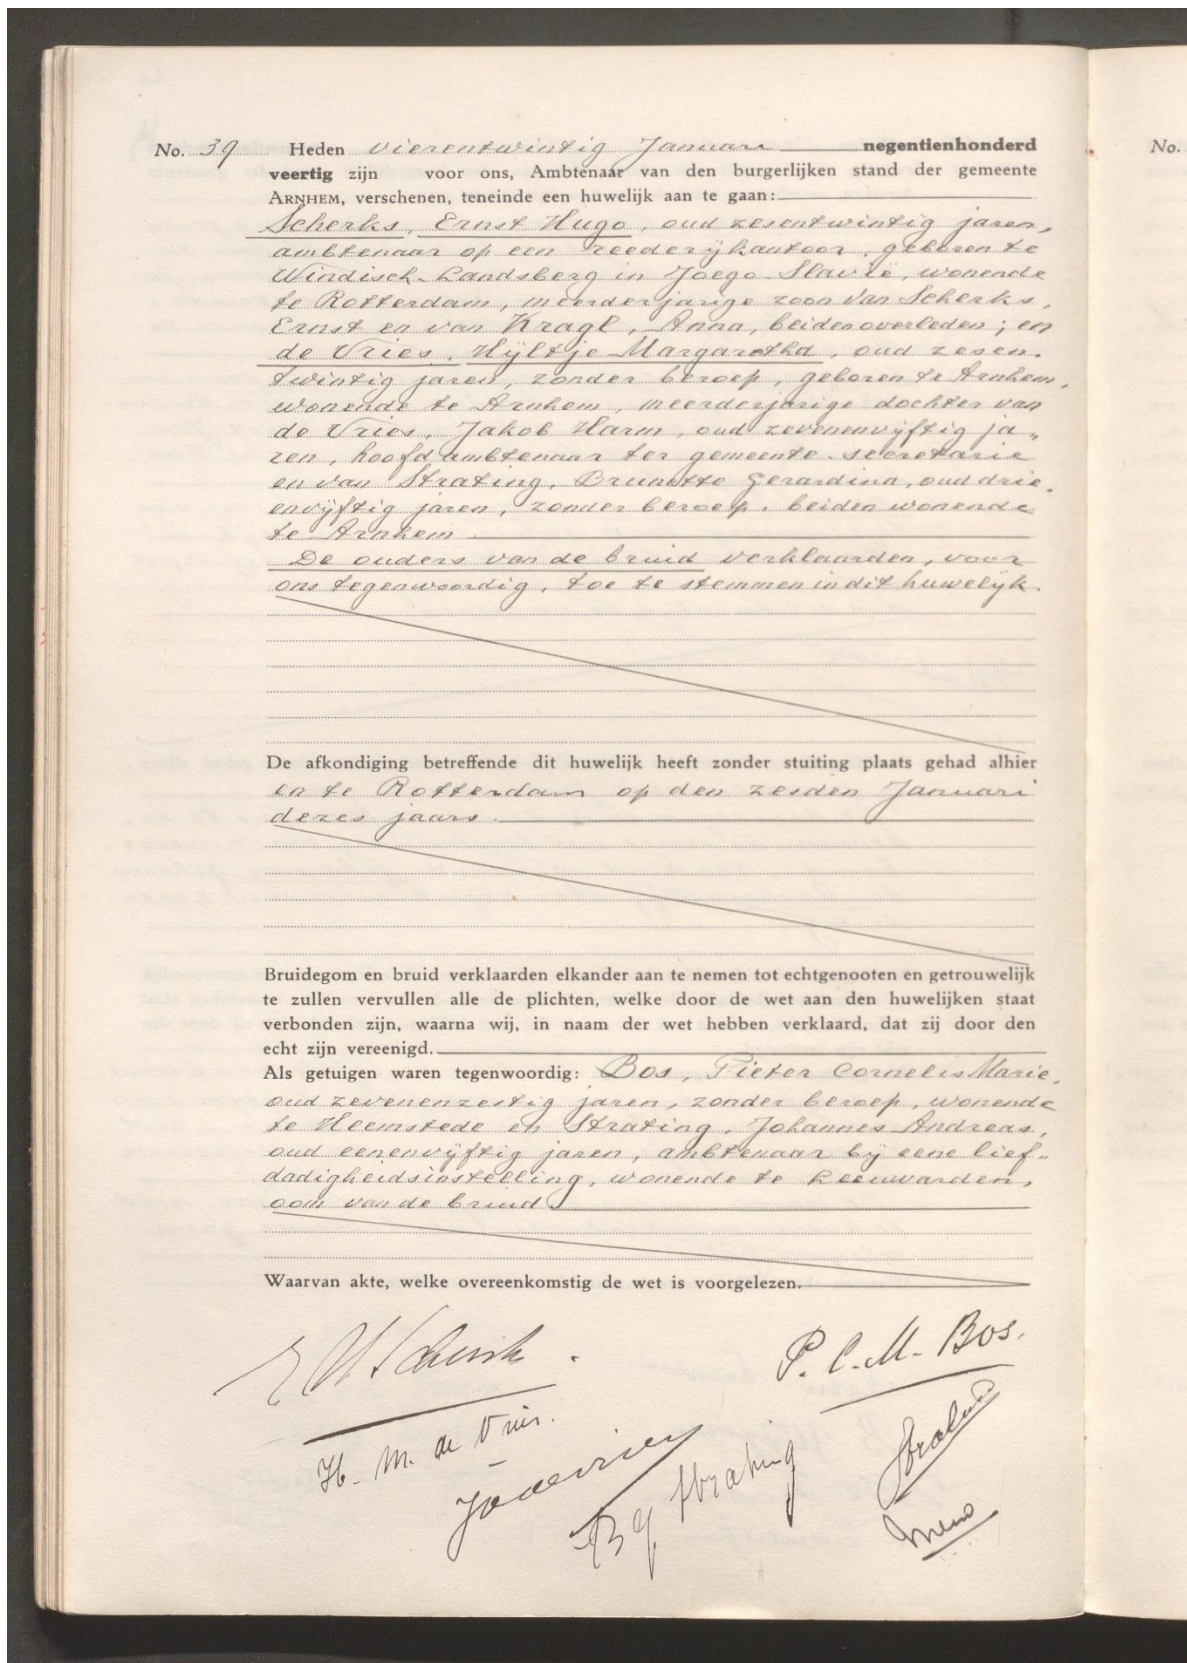 No. 39 Heden vierentwintig Januari negentienhonderd
veertig zijn voor ons, Ambtenaar van den burgerlijken stand der gemeente
ARNHEM, verschenen, teneinde een huwelijk aan te gaan:
Scherks, Ernst Hugo, oud zesentwintig jaren,
ambtenaar op een reederijkantoor, geboren te
Windisch-Landsberg in Joego-Slavië, wonende
te Rotterdam, meerderjarige zoon van Scherks,
Ernst en van Kragl, Anna, beiden overleden; en
de Vries, Hijltje Margaretha, oud zesen-
twintig jaren, zonder beroep, geboren te Arnhem,
wonende te Arnhem, meerderjarige dochter van
de Vries, Jakob Harm, oud zevenenvijftig ja-
ren, hoofdambtenaar ter gemeente-secretarie
en van Strating, Brunette Gerardina, oud drie-
envijftig jaren, zonder beroep, beiden wonende
te Arnhem
De ouders van de bruid verklaarden, voor
ons tegenwoordig, toe te stemmen in dit huwelijk.
De afkondiging betreffende dit huwelijk heeft zonder stuiting plaats gehad alhier
en te Rotterdam op den zesden Januari
dezes jaars.
Bruidegom en bruid verklaarden elkander aan te nemen tot echtgenooten en getrouwelijk
te zullen vervullen alle de plichten, welke door de wet aan den huwelijken staat
verbonden zijn, waarna wij, in naam der wet hebben verklaard, dat zij door den
echt zijn vereenigd.
Als getuigen waren tegenwoordig: Bos, Pieter Cornelis Marie,
oud zevenenzestig jaren, zonder beroep, wonende
te Heemstede en Strating, Johannes Andreas,
oud eenenvijftig jaren, ambtenaar bij eene lief-
dadigheidsinstelling, wonende te Leeuwarden,
oom van de bruid
Waarvan akte, welke overeenkomstig de wet is voorgelezen.
P. C. M. Bos.
H. M. de Vries.
JHdeVries
B G Strating
No.